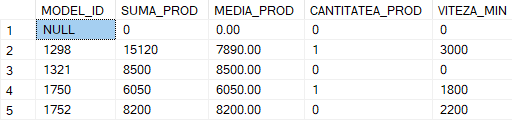 MODEL_ID SUMA_PROD MEDIA_PROD CANTITATEA_PROD VITEZA_MIN
1 NULL 0 0.00 0 0
2 1298 15120 7890.00 1 3000
3 1321 8500 8500.00 0 0
4 1750 6050 6050.00 1 1800
5 1752 8200 8200.00 0 2200